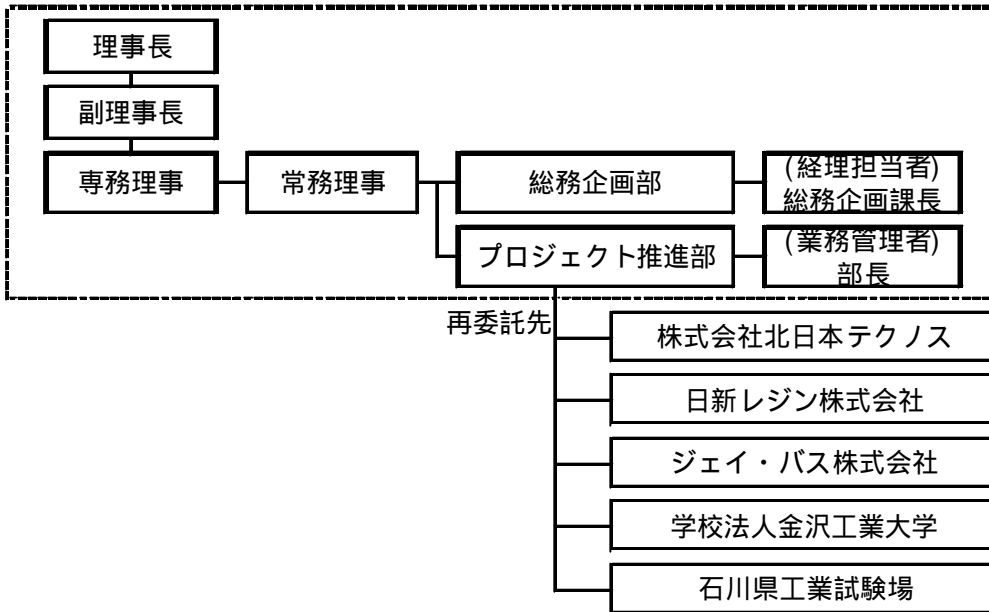 理事長
副理事長
専務理事
常務理事
総務企画部
(経理担当者)
総務企画課長
プロジェクト推進部
(業務管理者)
部長
再委託先
株式会社北日本テクノス
日新レジン株式会社
ジェイ・バス株式会社
学校法人金沢工業大学
石川県工業試験場